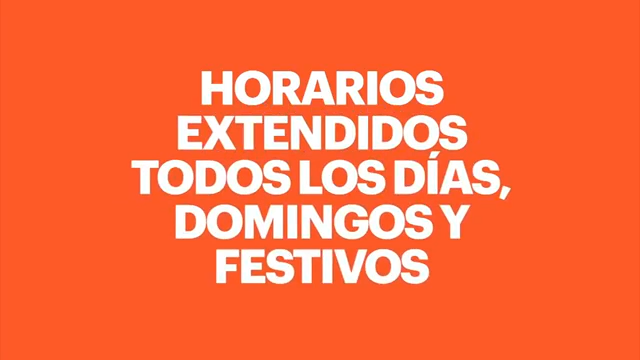 HORARIOS
EXTENDIDOS
TODOS LOS DÍAS,
DOMINGOS Y
FESTIVOS